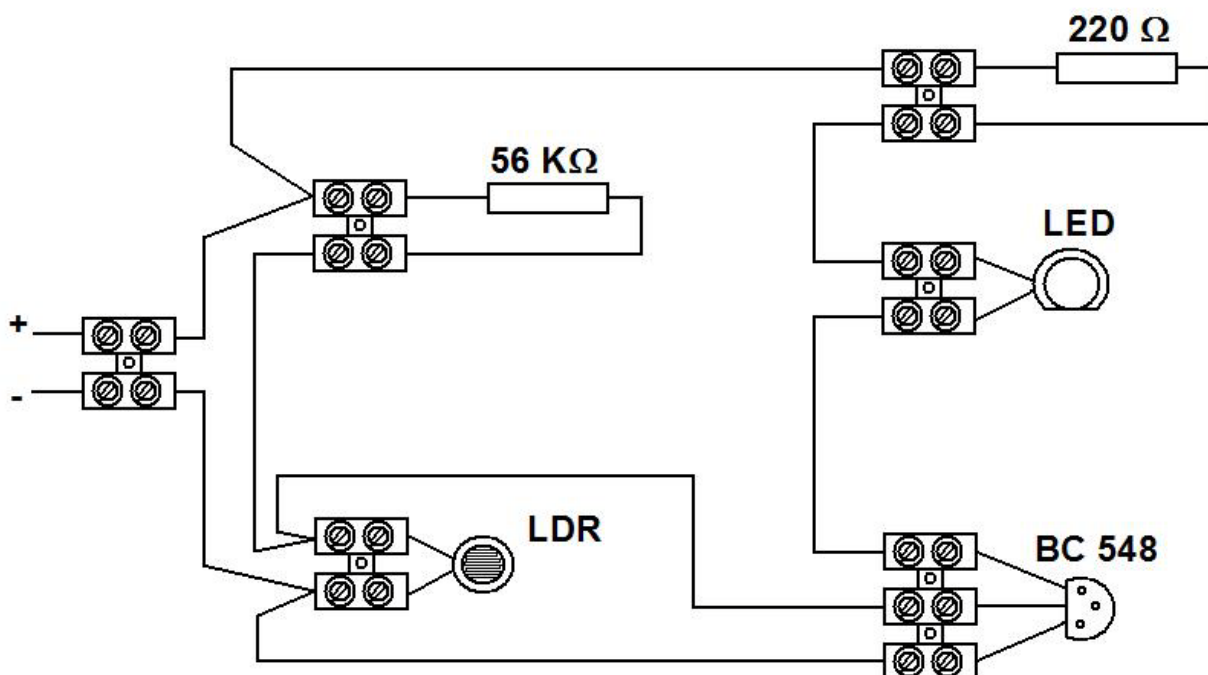 220 Ω
56 KΩ
LED
+
-
LDR
BC 548